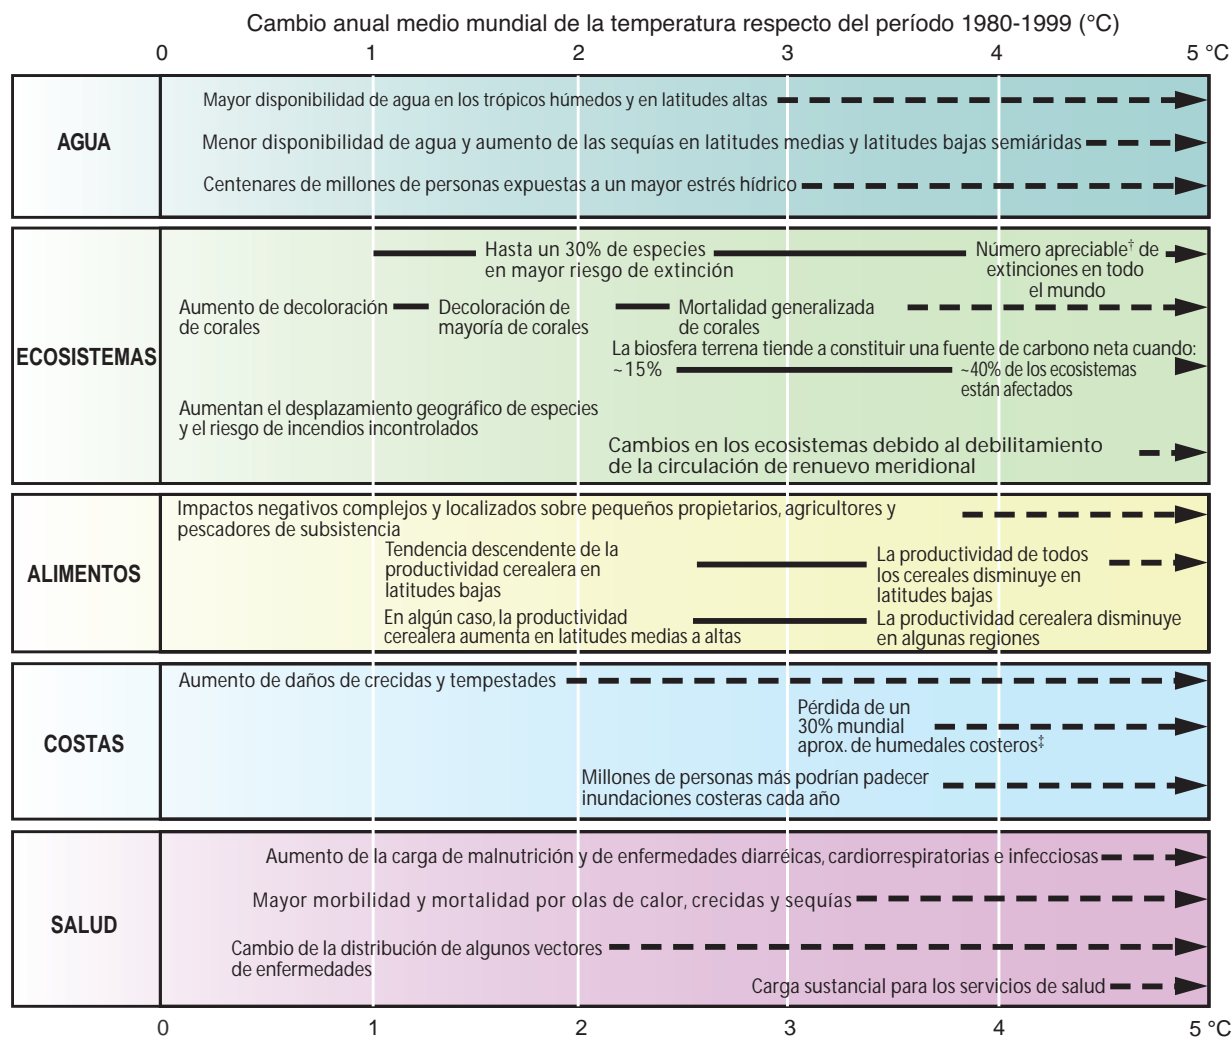 Cambio anual medio mundial de la temperatura respecto del período 1980-1999 (°C)
0 1 2 3 4 5 °C
AGUA
Mayor disponibilidad de agua en los trópicos húmedos y en latitudes altas
Menor disponibilidad de agua y aumento de las sequías en latitudes medias y latitudes bajas semiáridas
Centenares de millones de personas expuestas a un mayor estrés hídrico
ECOSISTEMAS
Hasta un 30% de especies
en mayor riesgo de extinción
Número apreciable† de
extinciones en todo
el mundo
Aumento de decoloración
de corales
Decoloración de
mayoría de corales
Mortalidad generalizada
de corales
La biosfera terrena tiende a constituir una fuente de carbono neta cuando:
~15%
~40% de los ecosistemas
están afectados
Aumentan el desplazamiento geográfico de especies
y el riesgo de incendios incontrolados
Cambios en los ecosistemas debido al debilitamiento
de la circulación de renuevo meridional
ALIMENTOS
Impactos negativos complejos y localizados sobre pequeños propietarios, agricultores y
pescadores de subsistencia
Tendencia descendente de la
productividad cerealera en
latitudes bajas
La productividad de todos
los cereales disminuye en
latitudes bajas
En algún caso, la productividad
cerealera aumenta en latitudes medias a altas
La productividad cerealera disminuye
en algunas regiones
COSTAS
Aumento de daños de crecidas y tempestades
Pérdida de un
30% mundial
aprox. de humedales costeros‡
Millones de personas más podrían padecer
inundaciones costeras cada año
SALUD
Aumento de la carga de malnutrición y de enfermedades diarréicas, cardiorrespiratorias e infecciosas
Mayor morbilidad y mortalidad por olas de calor, crecidas y sequías
Cambio de la distribución de algunos vectores
de enfermedades
Carga sustancial para los servicios de salud
0 1 2 3 4 5 °C